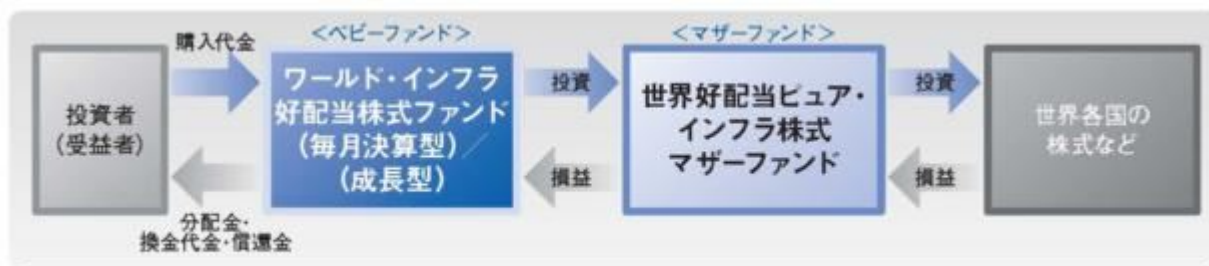 購入代金
投資者
(受益者)
分配金・
換金代金・償還金
<ベビーファンド>
ワールド・インフラ
好配当株式ファンド
(毎月決算型)/
(成長型)
投資
損益
<マザーファンド>
世界好配当ピュア・
インフラ株式
マザーファンド
投資
損益
世界各国の
株式など